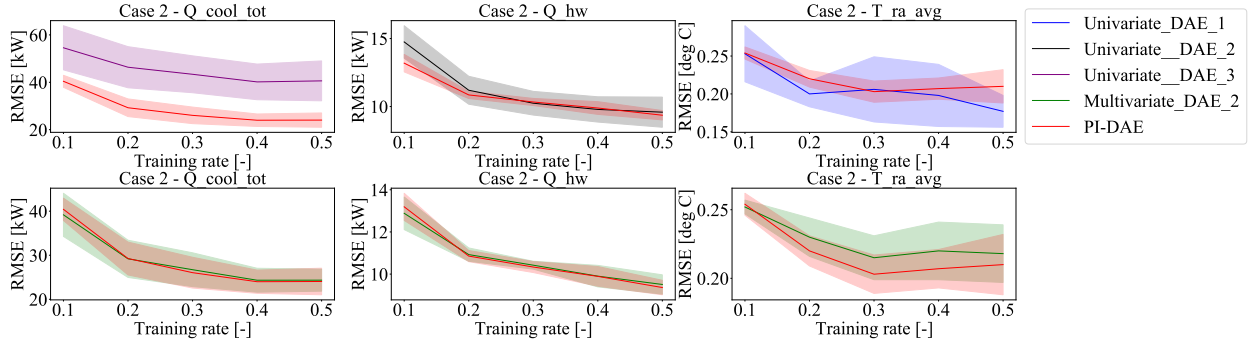 Case 2 - Q_cool_tot
RMSE [kW]
60
40
20
0.1 0.2 0.3 0.4 0.5
Training rate [-]
Case 2 - Q_hw
RMSE [kW]
15
10
0.1 0.2 0.3 0.4 0.5
Training rate [-]
Case 2 - T_ra_avg
RMSE [deg C]
0.25
0.20
0.15
0.1 0.2 0.3 0.4 0.5
Training rate [-]
Univariate_DAE_1
Univariate__DAE_2
Univariate__DAE_3
Multivariate_DAE_2
PI-DAE
Case 2 - Q_cool_tot
RMSE [kW]
40
30
20
0.1 0.2 0.3 0.4 0.5
Training rate [-]
Case 2 - Q_hw
RMSE [kW]
14
12
10
0.1 0.2 0.3 0.4 0.5
Training rate [-]
Case 2 - T_ra_avg
RMSE [deg C]
0.25
0.20
0.1 0.2 0.3 0.4 0.5
Training rate [-]